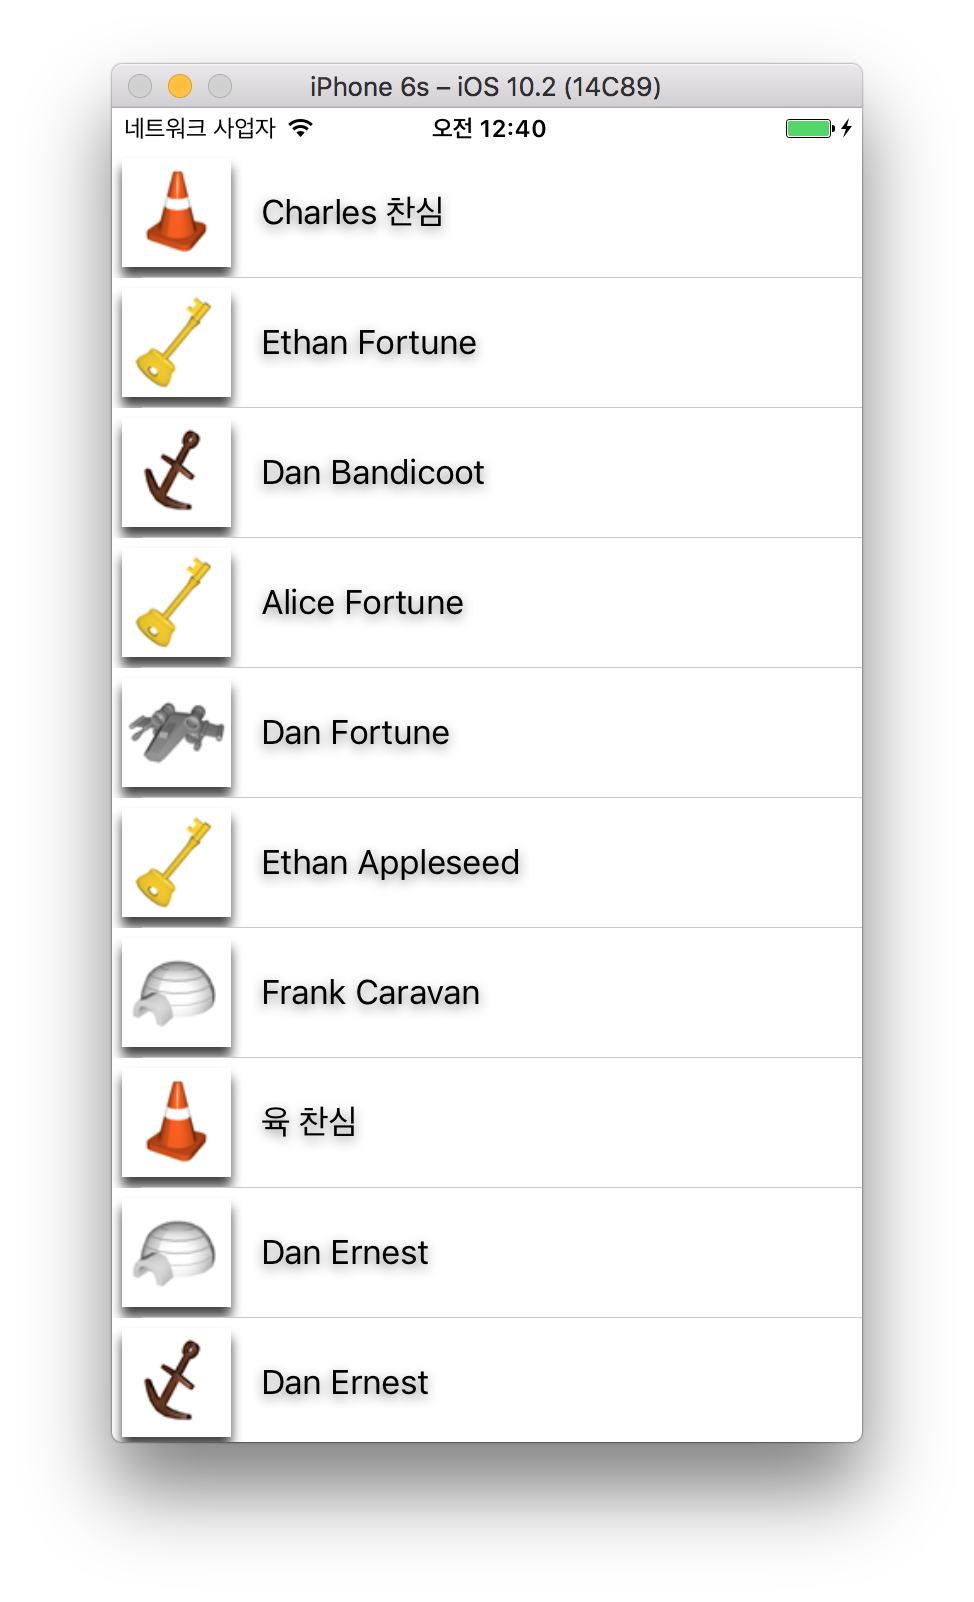 iPhone 6s – iOS 10.2 (14C89)
네트워크 사업자 오전 12:40
Charles 찬심
Ethan Fortune
Dan Bandicoot
Alice Fortune
Dan Fortune
Ethan Appleseed
Frank Caravan
육 찬심
Dan Ernest
Dan Ernest